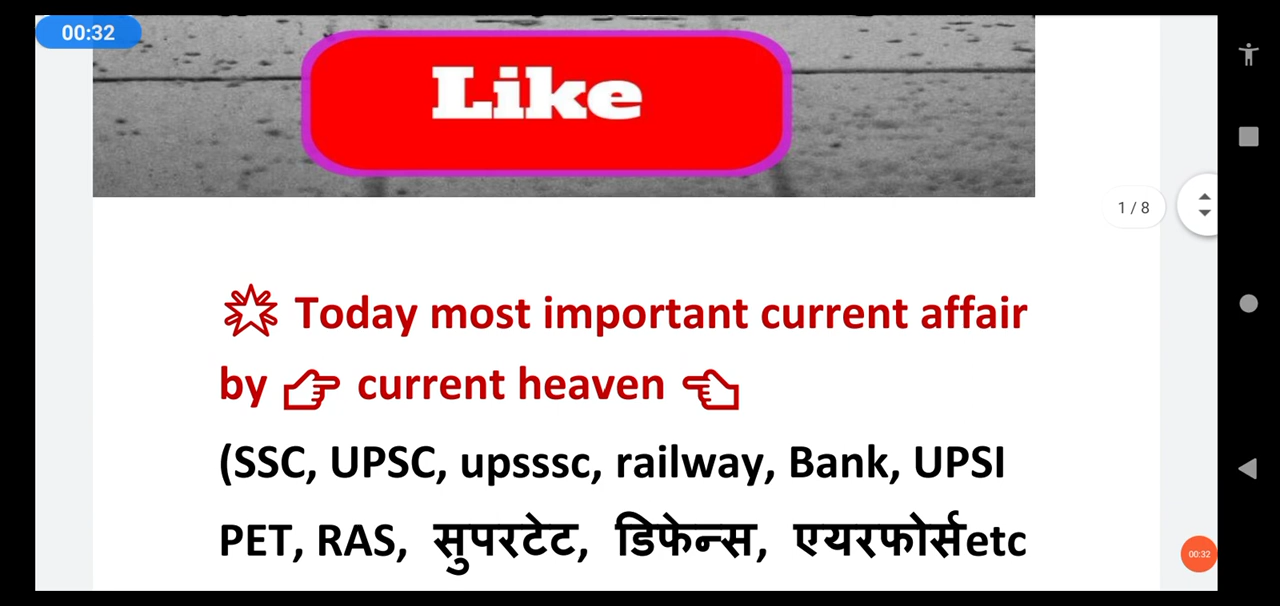 00:32
Like
1 / 8
Today most important current affair
by 👉 current heaven 👈
(SSC, UPSC, upsssc, railway, Bank, UPSI
PET, RAS, सुपरटेट, डिफेन्स, एयरफोर्सetc
00:32